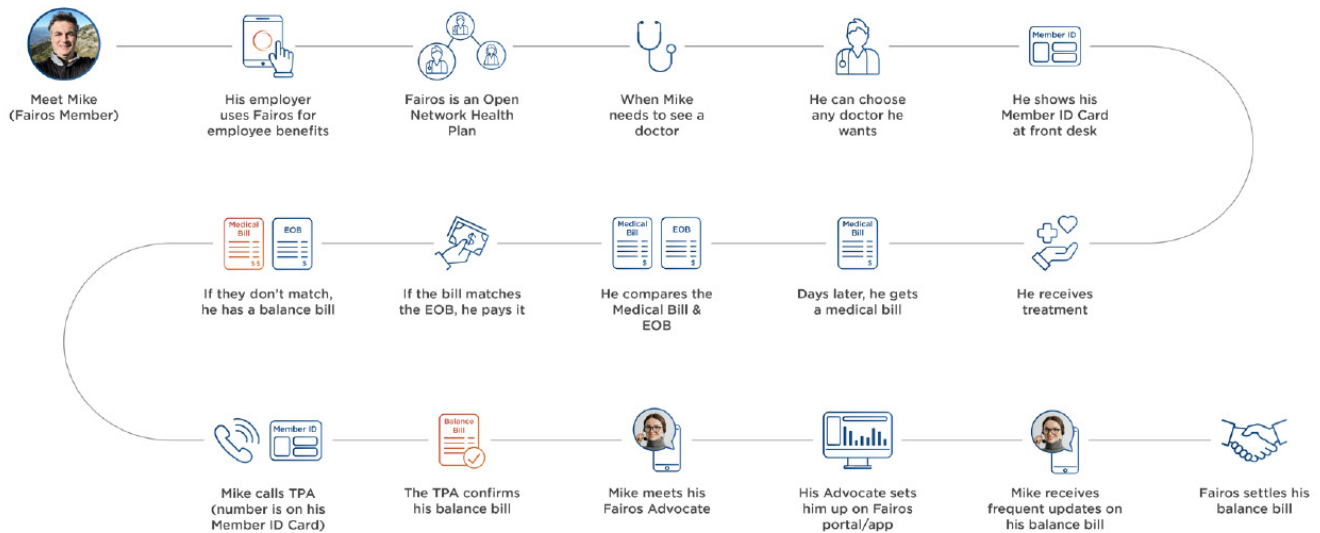 Meet Mike
(Fairos Member)
His employer
uses Fairos for
employee benefits
Fairos is an Open
Network Health
Plan
When Mike
needs to see a
doctor
He can choose
any doctor he
wants
Member ID
He shows his
Member ID Card
at front desk
He receives
treatment
Medical
Bill
$
Days later, he gets
a medical bill
Medical
Bill
$
EOB
$
He compares the
Medical Bill &
EOB
$
If the bill matches
the EOB, he pays it
Medical
Bill
$$
EOB
$
If they don't match,
he has a balance bill
Member ID
Mike calls TPA
(number is on his
Member ID Card)
Balance
Bill
The TPA confirms
his balance bill
Mike meets his
Fairos Advocate
His Advocate sets
him up on Fairos
portal/app
Mike receives
frequent updates on
his balance bill
Fairos settles his
balance bill